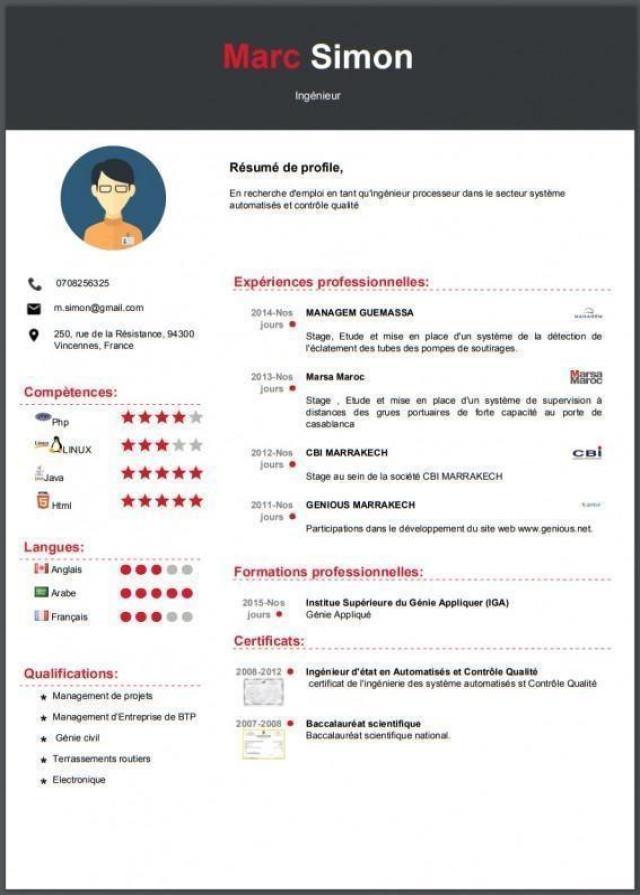 Marc Simon
Ingénieur
Résumé de profile,
En recherche d'emploi en tant qu'ingénieur processeur dans le secteur système
automatisés et contrôle qualité
0708256325
m.simon@gmail.com
250, rue de la Résistance, 94300
Vincennes, France
Compètences:
Php
Linux LINUX
Java
Html
Langues:
Anglais
Arabe
Français
Qualifications:
Management de projets
Management d'Entreprise de BTP
Génie civil
Terrassements routiers
Electronique
Expériences professionnelles:
2014-Nos
jours
MANAGEM GUEMASSA
MANAGEM
Stage, Etude et mise en place d'un système de la détection de
l'éclatement des tubes des pompes de soutirages.
2013-Nos
jours
Marsa Maroc
Marsa
Maroc
Stage , Etude et mise en place d'un système de supervision à
distances des grues portuaires de forte capacité au porte de
casablanca
2012-Nos
jours
CBI MARRAKECH
CBI
Stage au sein de la société CBI MARRAKECH
2011-Nos
jours
GENIOUS MARRAKECH
Participations dans le développement du site web www.genious.net.
Formations professionnelles:
2015-Nos
jours
Institue Supérieure du Génie Appliquer (IGA)
Génie Appliqué
Certificats:
2008-2012
Ingénieur d'état en Automatisés et Contrôle Qualité
certificat de l'ingénierie des système automatisés st Contrôle Qualité
2007-2008
Baccalauréat scientifique
Baccalauréat scientifique national.